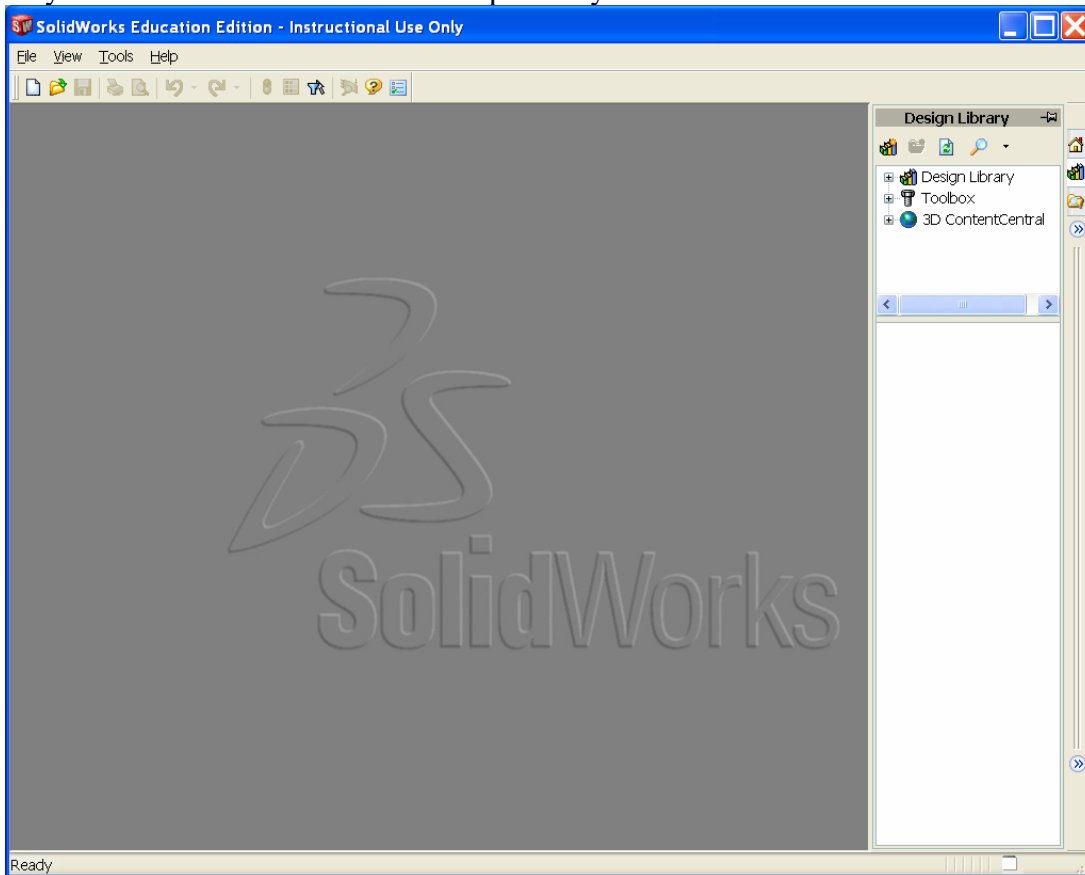 SolidWorks Education Edition - Instructional Use Only
File View Tools Help
Design Library
Design Library
Toolbox
3D ContentCentral
SolidWorks
Ready